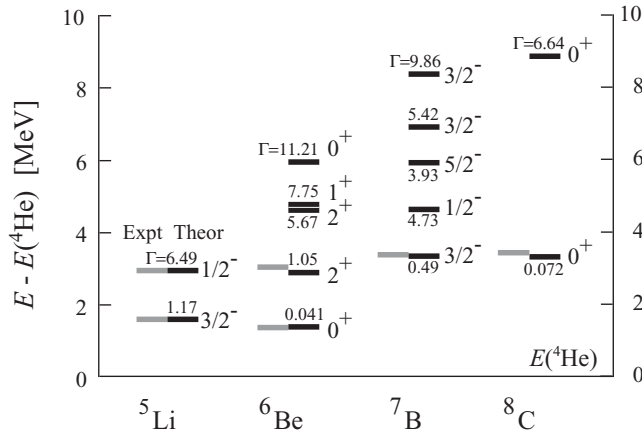 10 10
Γ=9.86 Γ=6.64 0⁺
3/2⁻
8 8
5.42 3/2⁻
Γ=11.21 0⁺ 5/2⁻
3.93
6 6
7.75 1⁺
5.67 2⁺ 1/2⁻
4.73
4 4
Expt Theor
Γ=6.49 1/2⁻ 1.05 2⁺ 3/2⁻ 0⁺
0.49 0.072
2 2
1.17 3/2⁻ 0.041 0⁺
E(⁴He)
0 0
E - E(⁴He) [MeV]
⁵Li ⁶Be ⁷B ⁸C